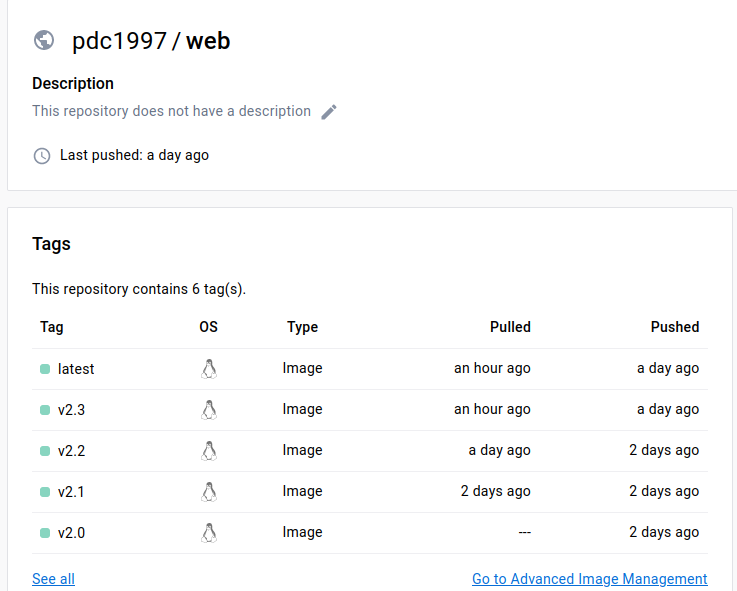 pdc1997 / web
Description
This repository does not have a description
Last pushed: a day ago
Tags
This repository contains 6 tag(s).
Tag OS Type Pulled Pushed
latest Image an hour ago a day ago
v2.3 Image an hour ago a day ago
v2.2 Image a day ago 2 days ago
v2.1 Image 2 days ago 2 days ago
v2.0 Image --- 2 days ago
See all Go to Advanced Image Management